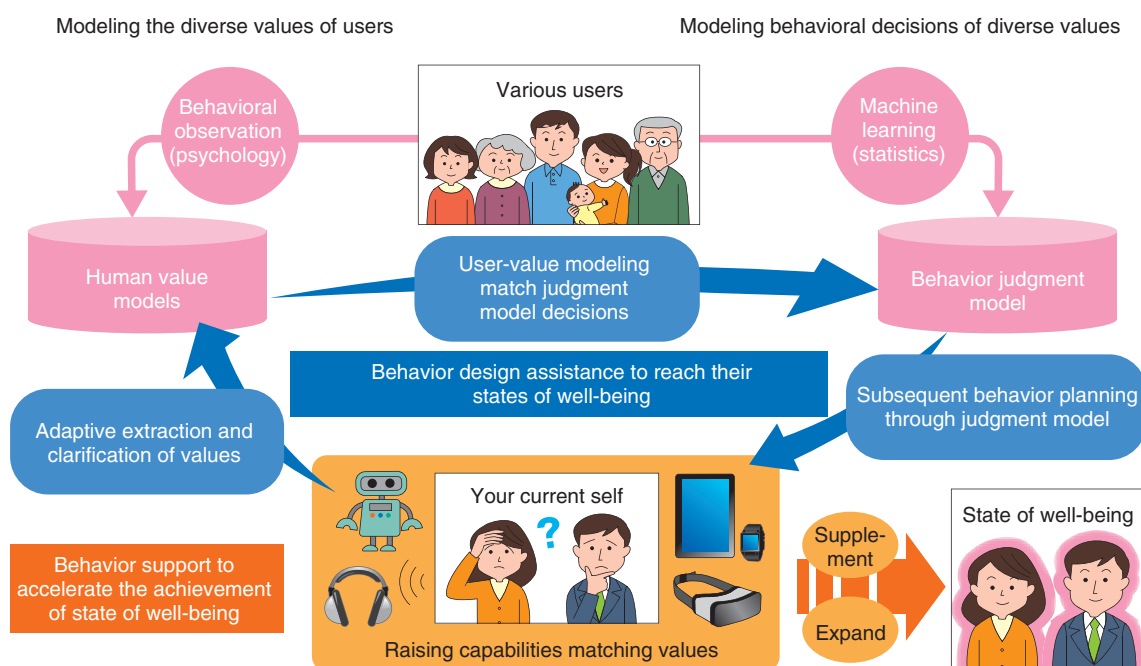 Modeling the diverse values of users
Modeling behavioral decisions of diverse values
Behavioral
observation
(psychology)
Various users
Machine
learning
(statistics)
Human value
models
User-value modeling
match judgment
model decisions
Behavior judgment
model
Behavior design assistance to reach their
states of well-being
Adaptive extraction and
clarification of values
Subsequent behavior planning
through judgment model
Your current self
?
State of well-being
Behavior support to
accelerate the achievement
of state of well-being
Supple-
ment
Expand
Raising capabilities matching values